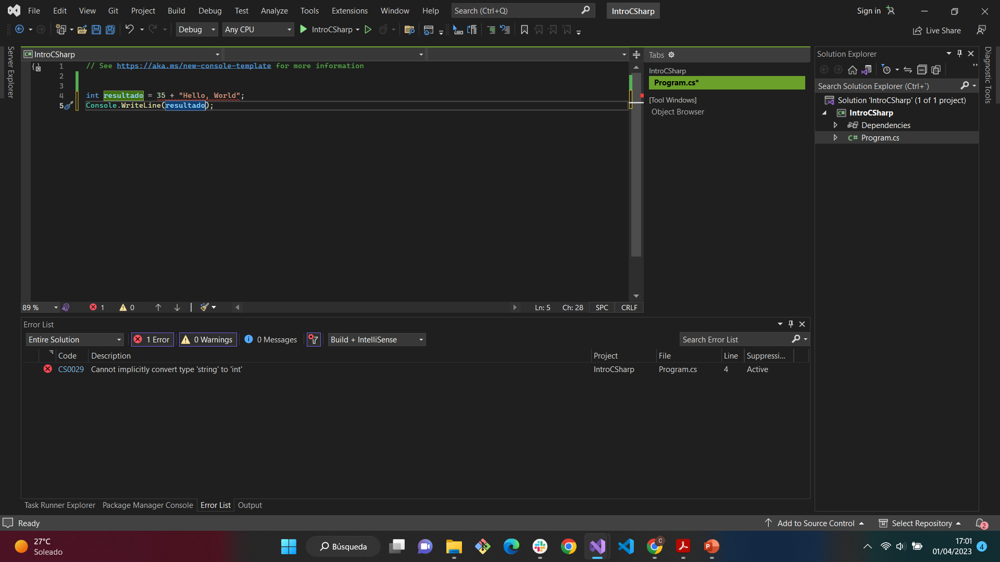 File Edit View Git Project Build Debug Test Analyze Tools Extensions Window Help Search (Ctrl+Q) IntroCSharp Sign in
Debug Any CPU IntroCSharp Live Share
Server Explorer
IntroCSharp
1 // See https://aka.ms/new-console-template for more information
2
3
4 int resultado = 35 + "Hello, World";
5 Console.WriteLine(resultado);
89 % 1 0 Ln: 5 Ch: 28 SPC CRLF
Tabs
IntroCSharp
Program.cs*
[Tool Windows]
Object Browser
Solution Explorer
Search Solution Explorer (Ctrl+`)
Solution 'IntroCSharp' (1 of 1 project)
IntroCSharp
Dependencies
C# Program.cs
Diagnostic Tools
Error List
Entire Solution 1 Error 0 Warnings 0 Messages Build + IntelliSense Search Error List
Code Description Project File Line Suppressi...
CS0029 Cannot implicitly convert type 'string' to 'int' IntroCSharp Program.cs 4 Active
Task Runner Explorer Package Manager Console Error List Output
Ready Add to Source Control Select Repository 2
27°C
Soleado
Búsqueda
17:01
01/04/2023 4